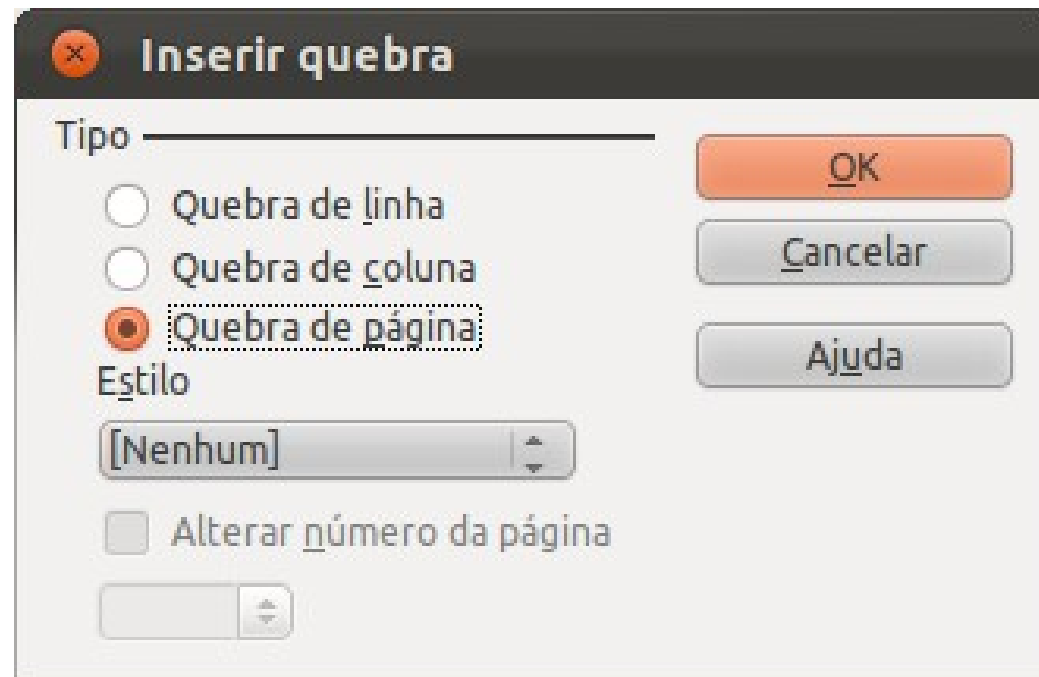 Inserir quebra
Tipo
Quebra de linha
Quebra de coluna
Quebra de página
Estilo
[Nenhum]
Alterar número da página
OK
Cancelar
Ajuda